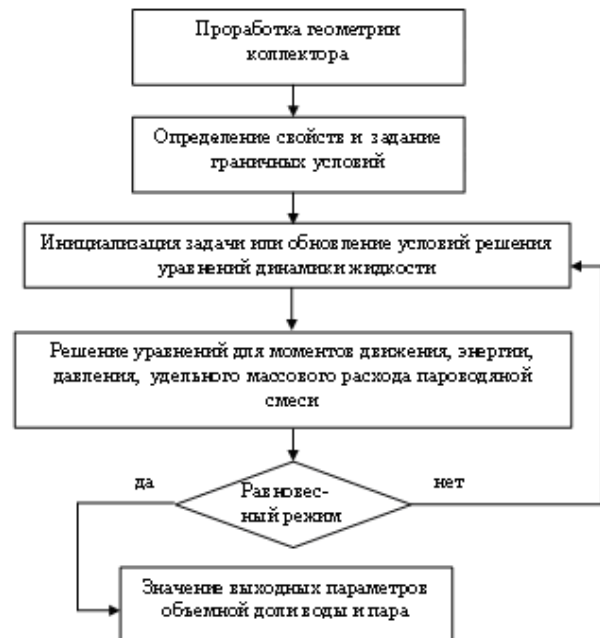 Проработка геометрии
коллектора
Определение свойств и задание
граничных условий
Инициализация задачи или обновление условий решения
уравнений динамики жидкости
Решение уравнений для моментов движения, энергии,
давления, удельного массового расхода пароводяной
смеси
да
нет
Равновес-
ный режим
Значение выходных параметров
объемной доли воды и пара